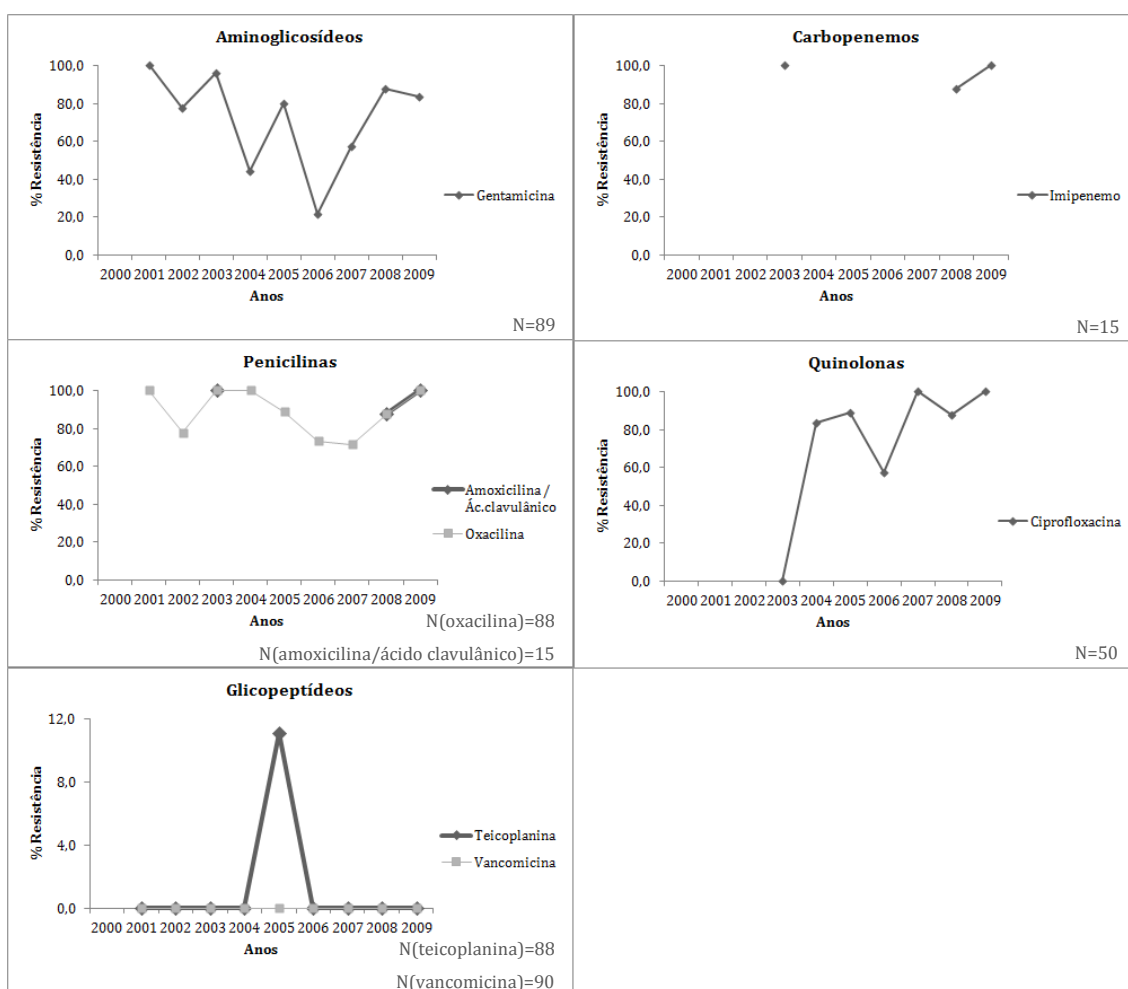 Aminoglicosídeos
100,0
80,0
60,0
40,0
20,0
0,0
% Resistência
2000 2001 2002 2003 2004 2005 2006 2007 2008 2009
Anos
Gentamicina
N=89
Carbopenemos
100,0
80,0
60,0
40,0
20,0
0,0
% Resistência
2000 2001 2002 2003 2004 2005 2006 2007 2008 2009
Anos
Imipenemo
N=15
Penicilinas
100,0
80,0
60,0
40,0
20,0
0,0
% Resistência
2000 2001 2002 2003 2004 2005 2006 2007 2008 2009
Anos
Amoxicilina /
Ác.clavulânico
Oxacilina
N(oxacilina)=88
N(amoxicilina/ácido clavulânico)=15
Quinolonas
100,0
80,0
60,0
40,0
20,0
0,0
% Resistência
2000 2001 2002 2003 2004 2005 2006 2007 2008 2009
Anos
Ciprofloxacina
N=50
Glicopeptídeos
12,0
8,0
4,0
0,0
% Resistência
2000 2001 2002 2003 2004 2005 2006 2007 2008 2009
Anos
Teicoplanina
Vancomicina
N(teicoplanina)=88
N(vancomicina)=90